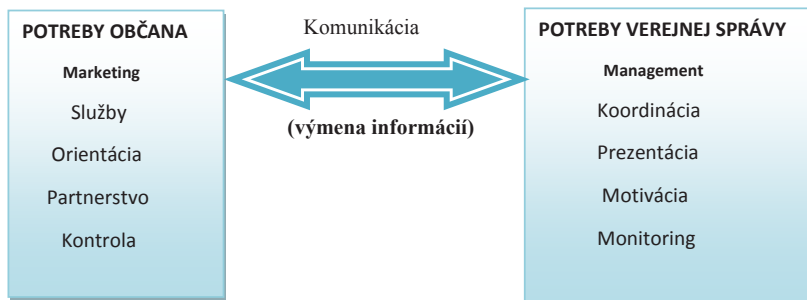 POTREBY OBČANA
Marketing
Služby
Orientácia
Partnerstvo
Kontrola
Komunikácia
(výmena informácií)
POTREBY VEREJNEJ SPRÁVY
Management
Koordinácia
Prezentácia
Motivácia
Monitoring